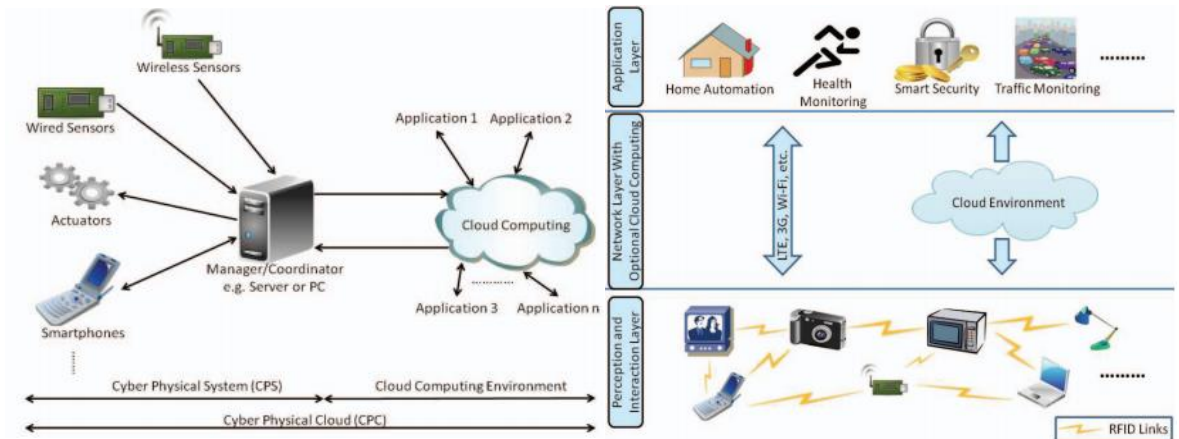 Wireless Sensors
Wired Sensors
Actuators
Smartphones
Manager/Coordinator
e.g. Server or PC
Application 1
Application 2
Cloud Computing
Application 3
Application n
Cyber Physical System (CPS)
Cloud Computing Environment
Cyber Physical Cloud (CPC)
Application
Layer
Home Automation
Health
Monitoring
Smart Security
Traffic Monitoring
Network Layer With
Optional Cloud Computing
LTE, 3G, Wi-Fi, etc.
Cloud Environment
Perception and
Interaction Layer
RFID Links